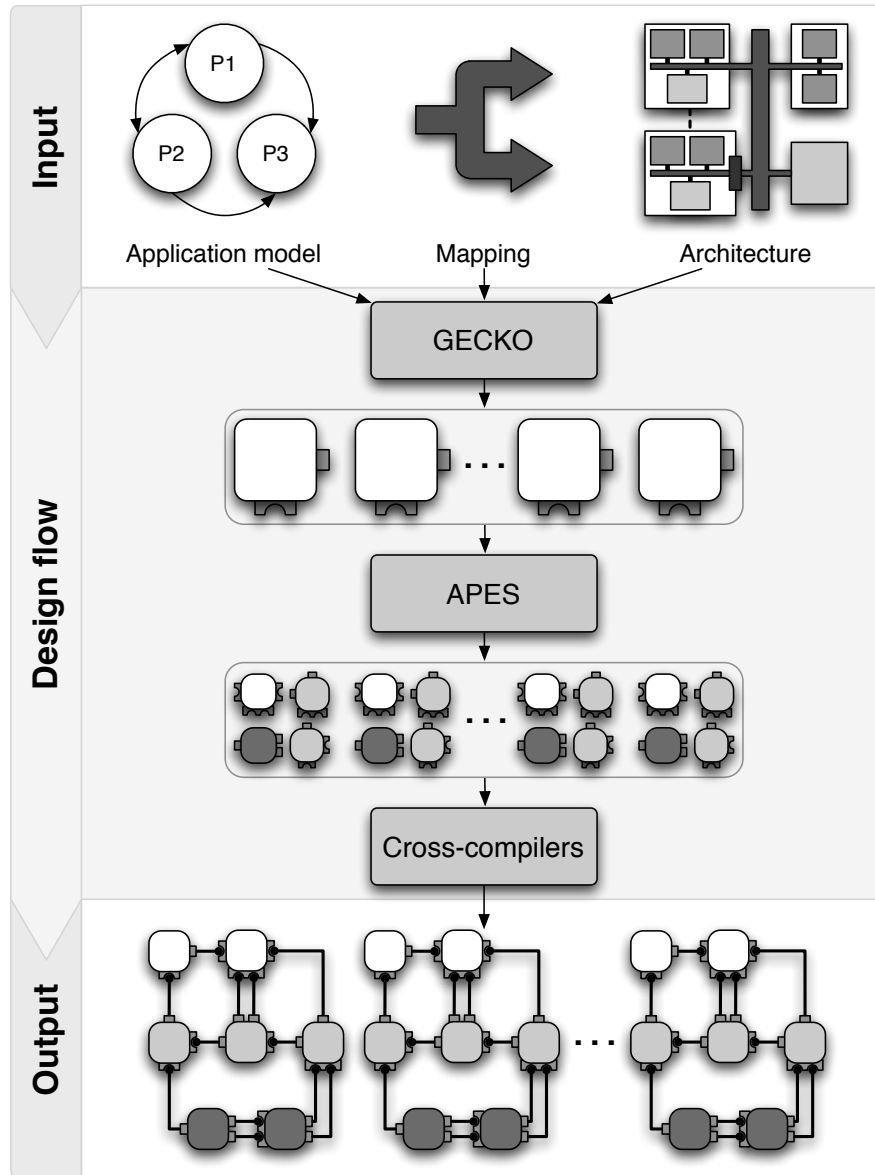 Input
P1
P2
P3
Application model
Mapping
Architecture
Design flow
GECKO
...
APES
...
Cross-compilers
Output
...